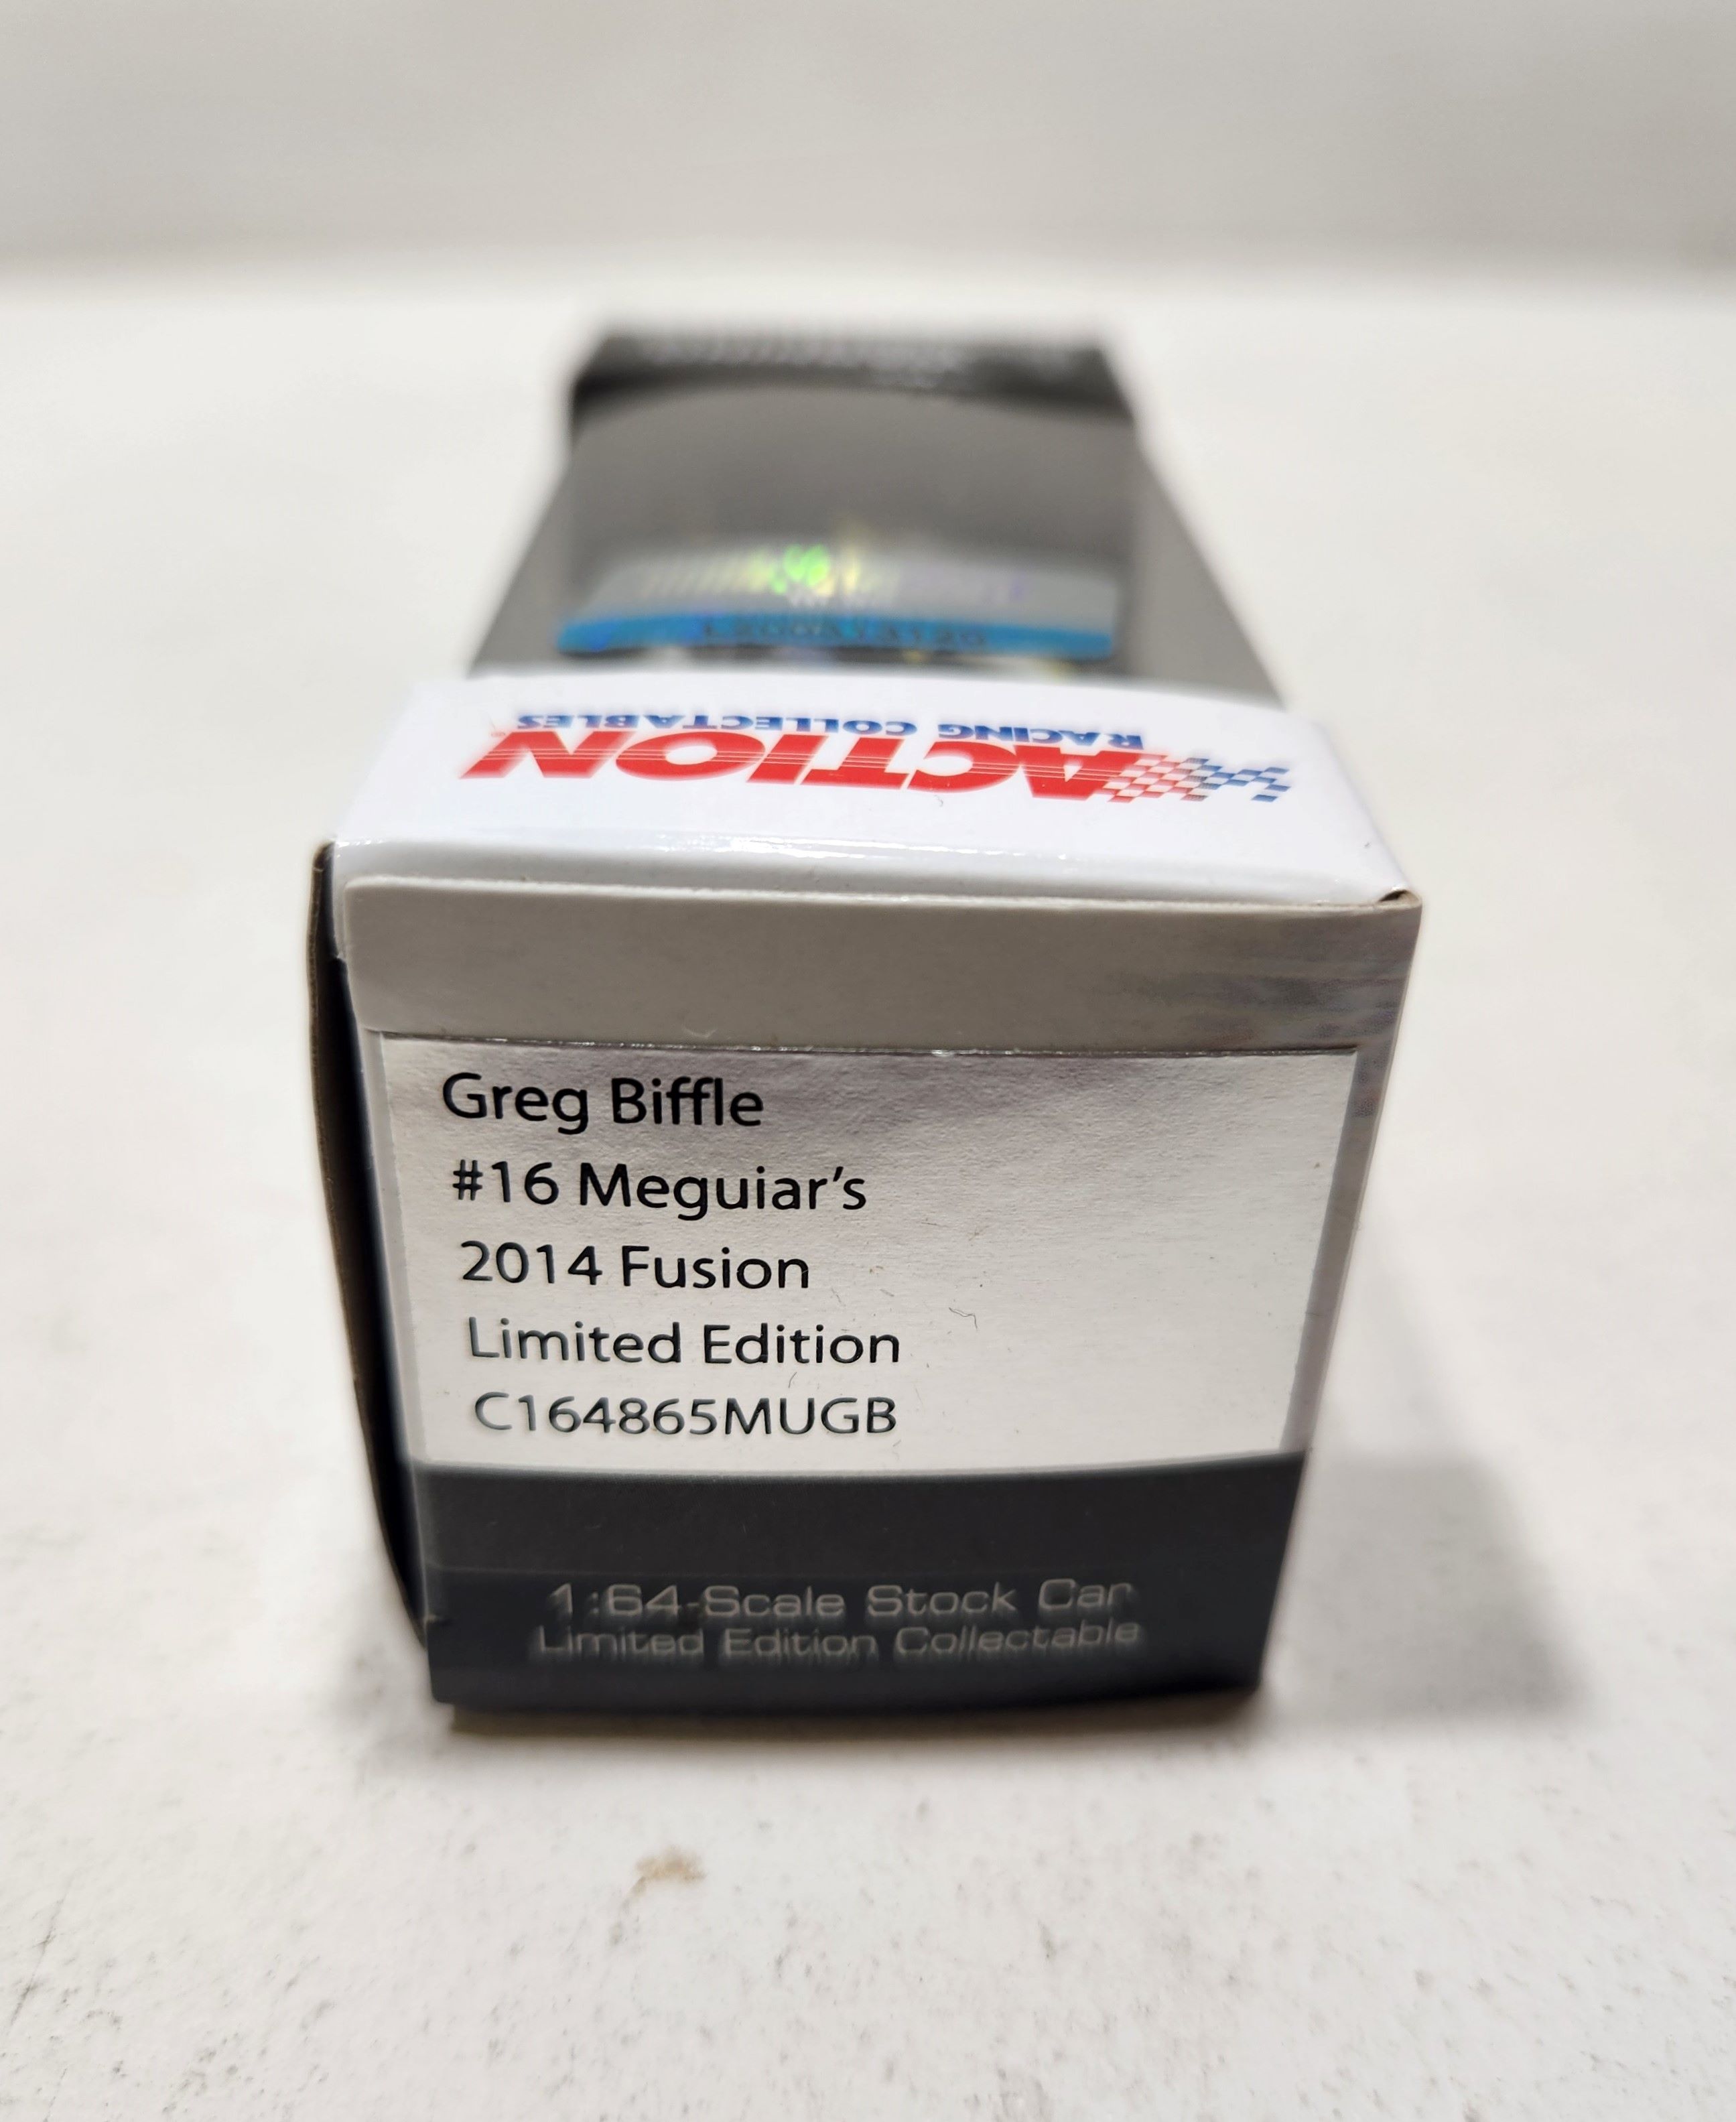 ACTION®
RACING COLLECTABLES
Greg Biffle
#16 Meguiar's
2014 Fusion
Limited Edition
C164865MUGB
1:64-Scale Stock Car
Limited Edition Collectable